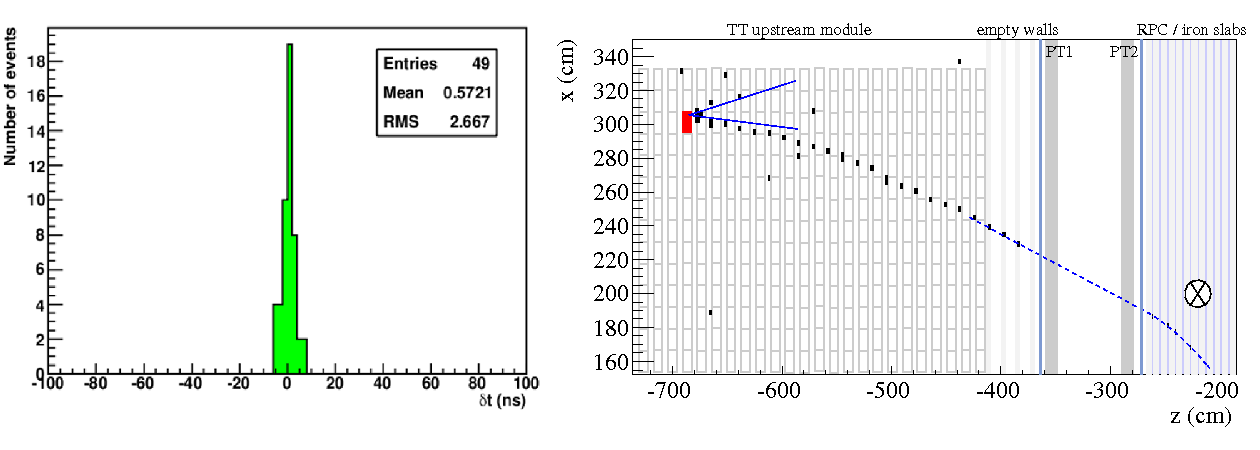 Number of events
18
16
14
12
10
8
6
4
2
0
-100 -80 -60 -40 -20 0 20 40 60 80 100
δt (ns)
Entries 49
Mean 0.5721
RMS 2.667
TT upstream module empty walls RPC / iron slabs
PT1 PT2
x (cm)
340
320
300
280
260
240
220
200
180
160
-700 -600 -500 -400 -300 -200
z (cm)